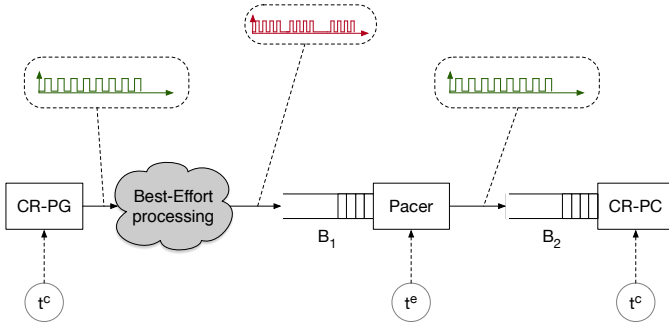 CR-PG
Best-Effort
processing
B₁
Pacer
B₂
CR-PC
tᶜ
tᵉ
tᶜ